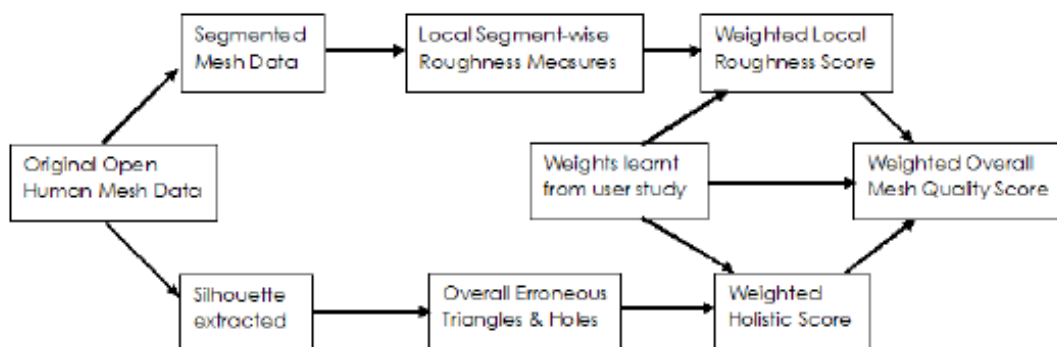 Segmented
Mesh Data
Local Segment-wise
Roughness Measures
Weighted Local
Roughness Score
Original Open
Human Mesh Data
Weights learnt
from user study
Weighted Overall
Mesh Quality Score
Silhouette
extracted
Overall Erroneous
Triangles & Holes
Weighted
Holistic Score